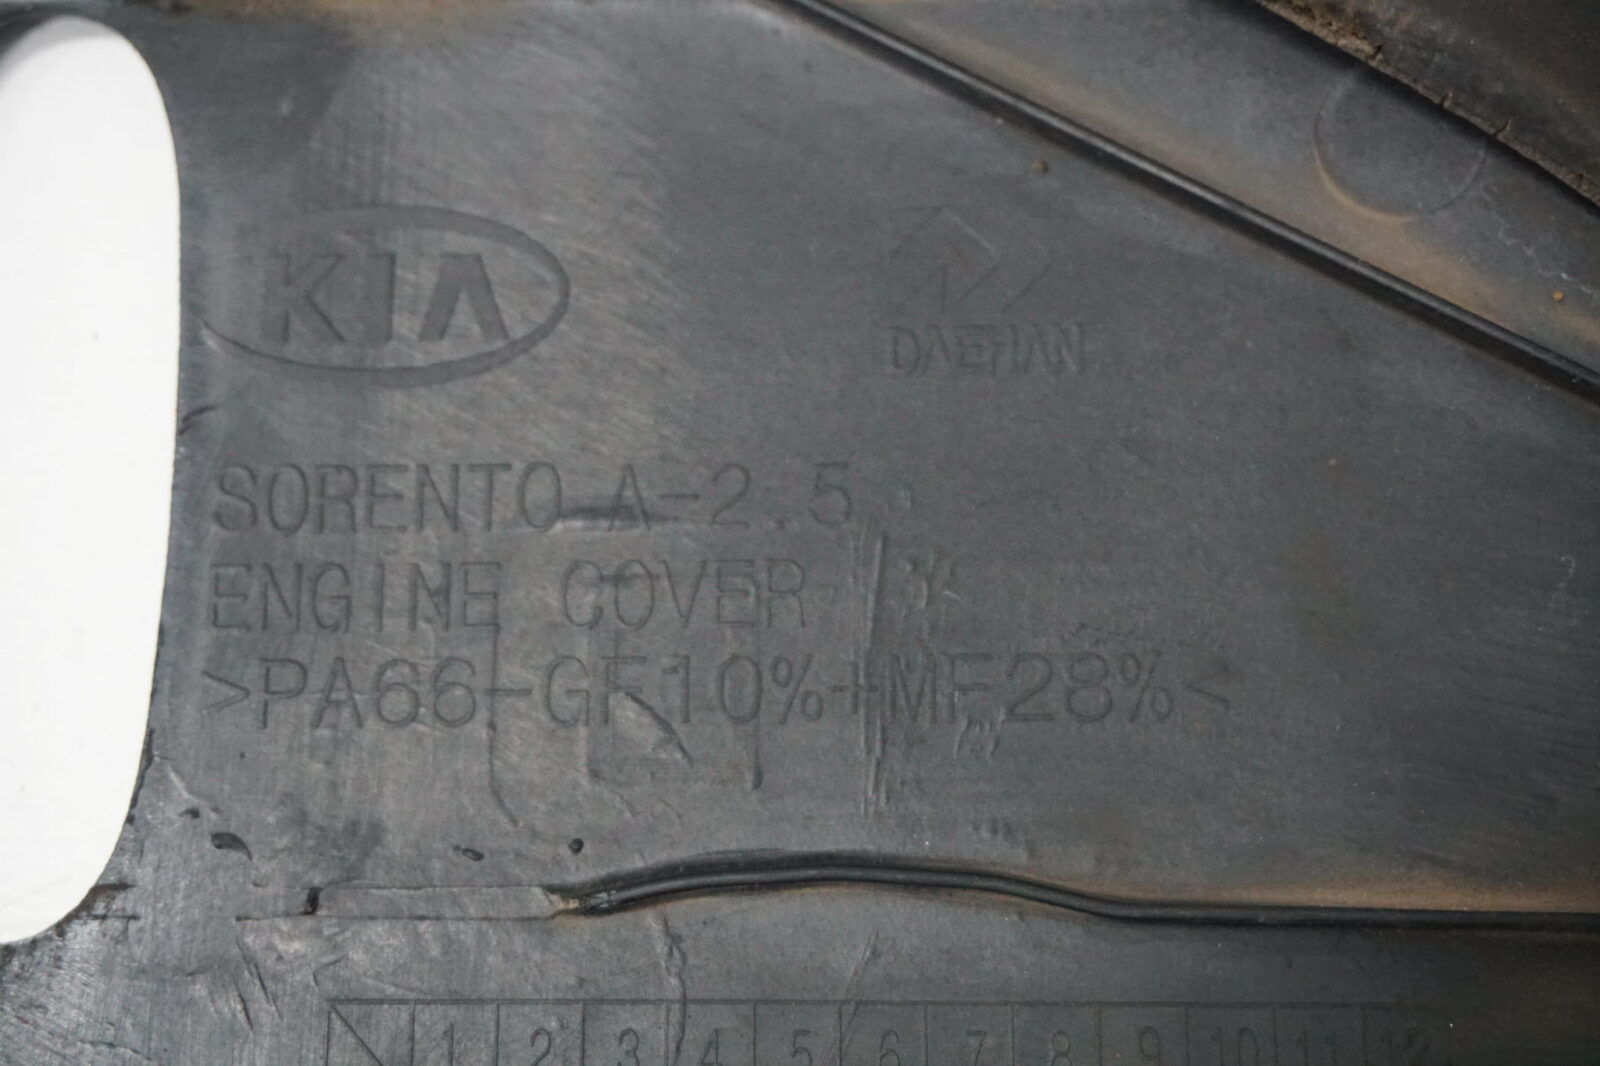 KIA
DAEHAN
SORENTO A-2.5
ENGINE COVER
>PA66-GF10%+MF28%<
1 2 3 4 5 6 7 8 9 10 11 12